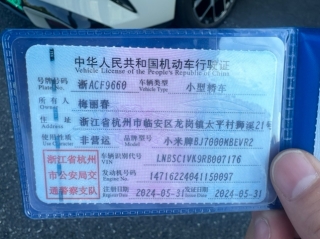 中华人民共和国机动车行驶证
Vehicle License of the People's Republic of China
号牌号码 浙ACF9660 车辆类型 小型轿车
Plate No. Vehicle Type
所有人 梅丽春
Owner
住址 浙江省杭州市临安区龙岗镇太平村狮溪21号
Address
使用性质 非营运 品牌型号 小米牌BJ7000MBEVR2
Use Character Model
浙江省杭州
市公安局交
通警察支队
车辆识别代号 LNBSC1VK9RB007176
VIN
发动机号码 14716224041150097
Engine No.
注册日期 2024-05-31 发证日期 2024-05-31
Register Date Issue Date